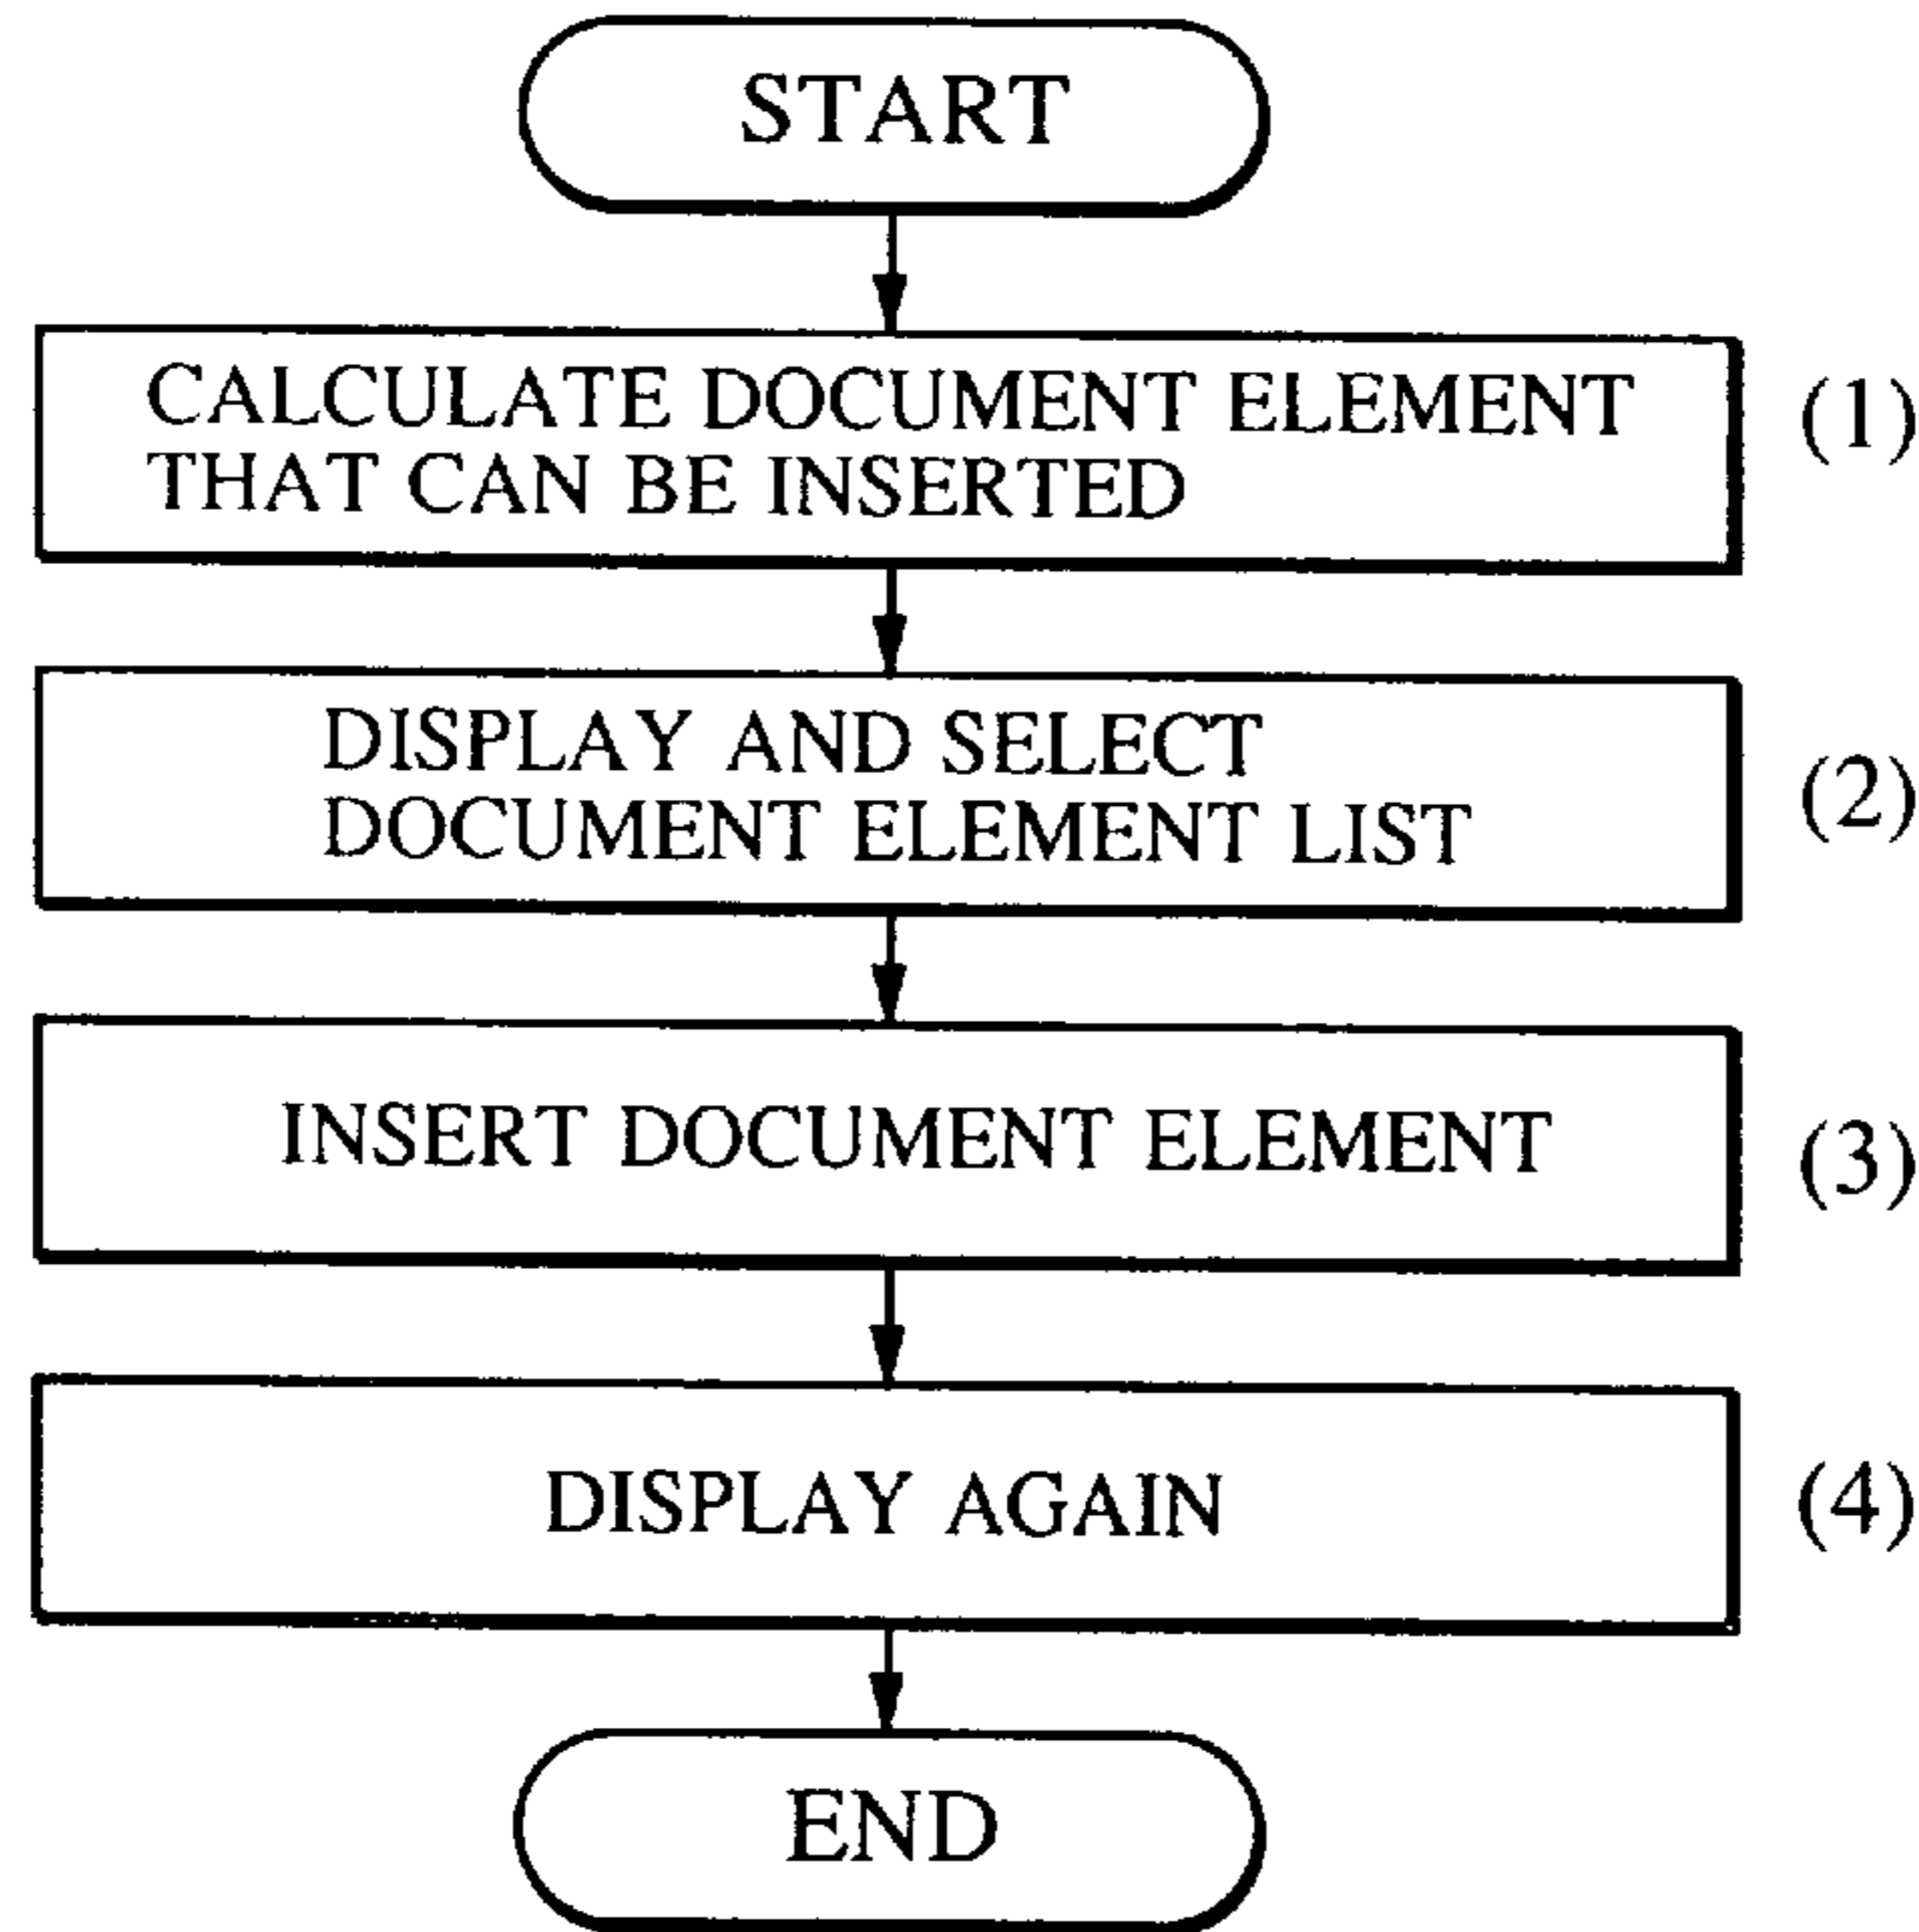 START
CALCULATE DOCUMENT ELEMENT
THAT CAN BE INSERTED
(1)
DISPLAY AND SELECT
DOCUMENT ELEMENT LIST
(2)
INSERT DOCUMENT ELEMENT
(3)
DISPLAY AGAIN
(4)
END